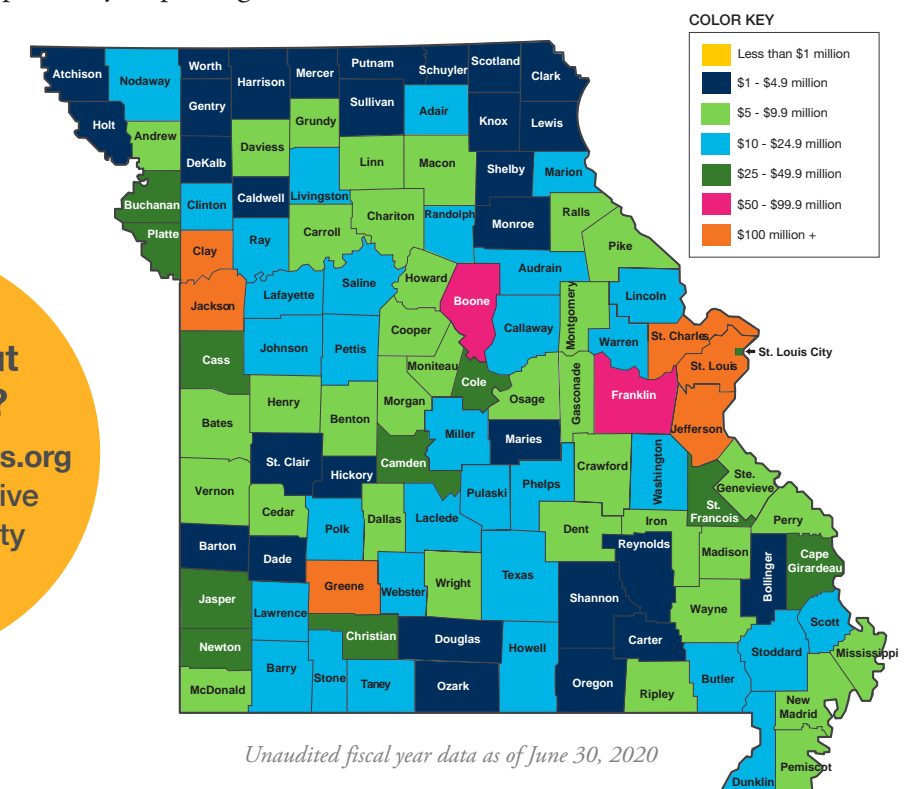 COLOR KEY
Less than $1 million
$1 - $4.9 million
$5 - $9.9 million
$10 - $24.9 million
$25 - $49.9 million
$50 - $99.9 million
$100 million +
Atchison
Nodaway
Worth
Harrison
Mercer
Putnam
Schuyler
Scotland
Clark
Holt
Andrew
Gentry
Daviess
Grundy
Sullivan
Adair
Knox
Lewis
DeKalb
Linn
Macon
Shelby
Marion
Buchanan
Clinton
Caldwell
Livingston
Chariton
Randolph
Monroe
Ralls
Platte
Clay
Ray
Carroll
Pike
Jackson
Lafayette
Saline
Howard
Boone
Audrain
Callaway
Montgomery
Lincoln
Warren
St. Charles
St. Louis City
St. Louis
Cass
Johnson
Pettis
Cooper
Moniteau
Cole
Osage
Gasconade
Franklin
Jefferson
Bates
Henry
Benton
Morgan
Miller
Maries
St. Clair
Hickory
Camden
Pulaski
Phelps
Crawford
Washington
Ste.
Genevieve
St.
Francois
Vernon
Cedar
Polk
Dallas
Laclede
Dent
Iron
Perry
Barton
Dade
Greene
Webster
Wright
Texas
Reynolds
Madison
Bollinger
Cape
Girardeau
Jasper
Lawrence
Shannon
Wayne
Newton
Christian
Douglas
Howell
Carter
Stoddard
Scott
Mississippi
McDonald
Barry
Stone
Taney
Ozark
Oregon
Ripley
Butler
New
Madrid
Dunklin
Pemiscot
?
s.org
ive
ty
Unaudited fiscal year data as of June 30, 2020